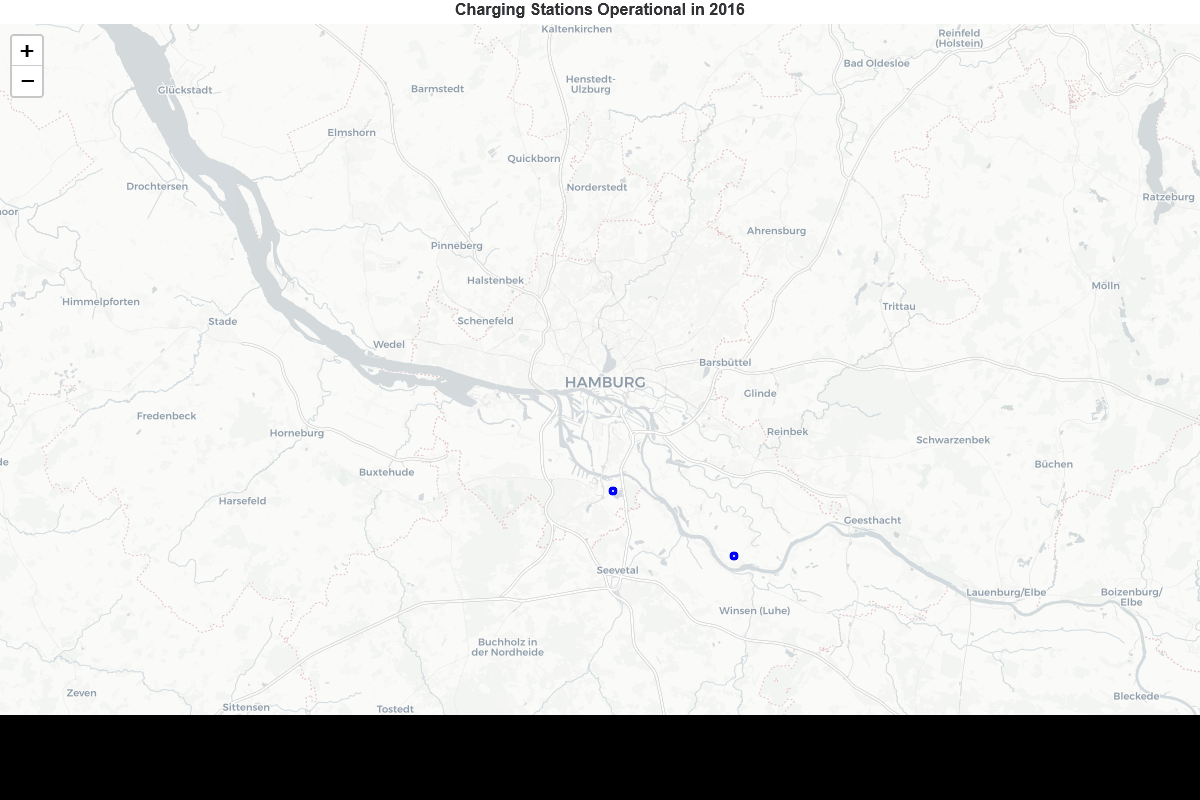 Charging Stations Operational in 2016
+
−
Kaltenkirchen
Reinfeld
(Holstein)
Bad Oldesloe
Henstedt-
Ulzburg
Glückstadt
Barmstedt
Elmshorn
Quickborn
Drochtersen
Norderstedt
Ratzeburg
Ahrensburg
Pinneberg
Halstenbek
Mölln
Himmelpforten
Trittau
Stade
Schenefeld
Wedel
Barsbüttel
HAMBURG
Glinde
Fredenbeck
Horneburg
Reinbek
Schwarzenbek
Büchen
Buxtehude
Harsefeld
Geesthacht
Seevetal
Lauenburg/Elbe
Boizenburg/
Elbe
Winsen (Luhe)
Buchholz in
der Nordheide
Zeven
Bleckede
Sittensen
Tostedt